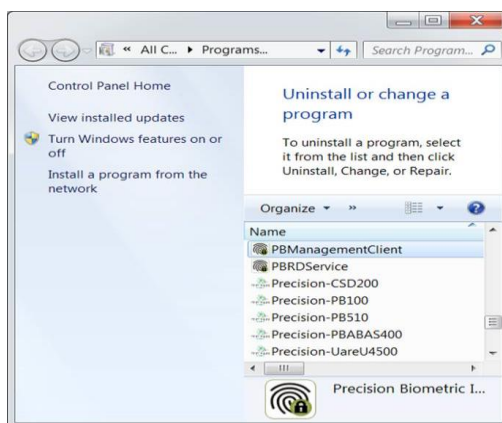 « All C... ▸ Programs...
Search Program...
Control Panel Home
View installed updates
Turn Windows features on or
off
Install a program from the
network
Uninstall or change a
program
To uninstall a program, select
it from the list and then click
Uninstall, Change, or Repair.
Organize »
Name
PBManagementClient
PBRDService
Precision-CSD200
Precision-PB100
Precision-PB510
Precision-PBABAS400
Precision-UareU4500
Precision Biometric I...